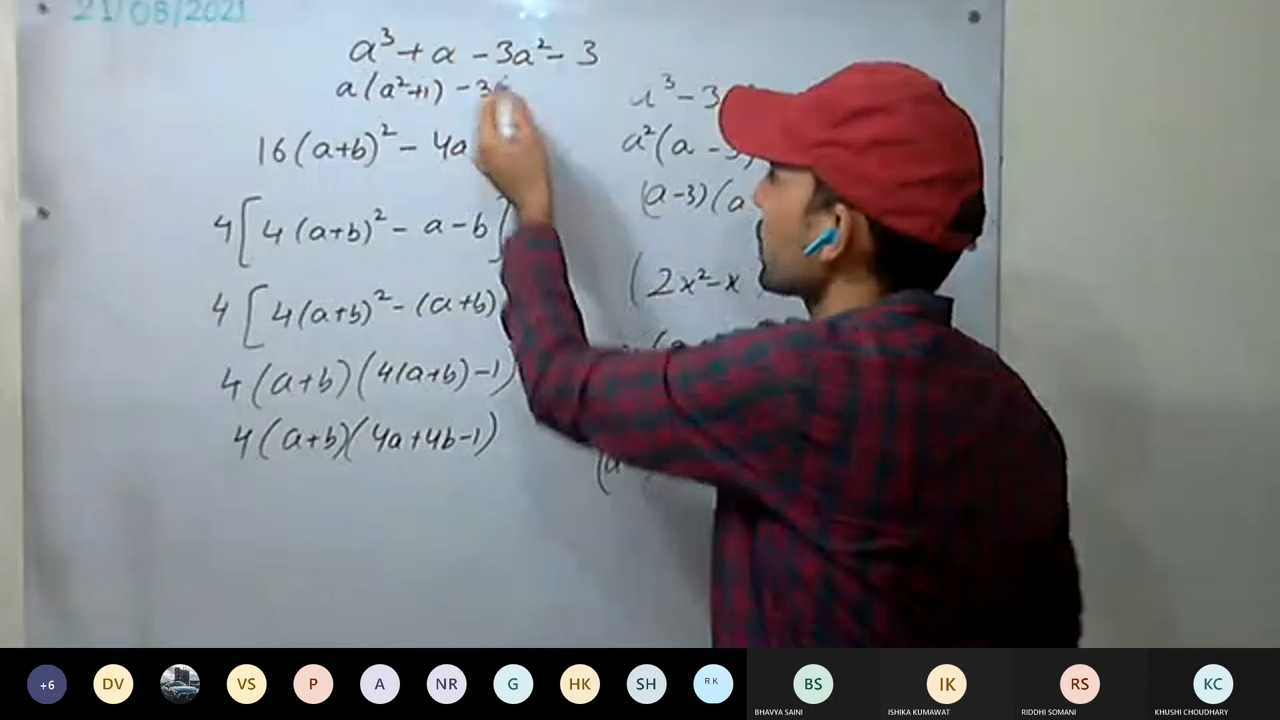 21/08/2021
a³ + a - 3a² - 3
a(a²+1) - 3
16(a+b)² - 4a
4[4(a+b)² - a - b]
4[4(a+b)² - (a+b)
4(a+b)(4(a+b)-1)
4(a+b)(4a+4b-1)
a³ - 3
a²(a - 3)
(a-3)(a
(2x² - x
+6
DV
VS
P
A
NR
G
HK
SH
R K
BS
IK
RS
KC
BHAVYA SAINI
ISHIKA KUMAWAT
RIDDHI SOMANI
KHUSHI CHOUDHARY